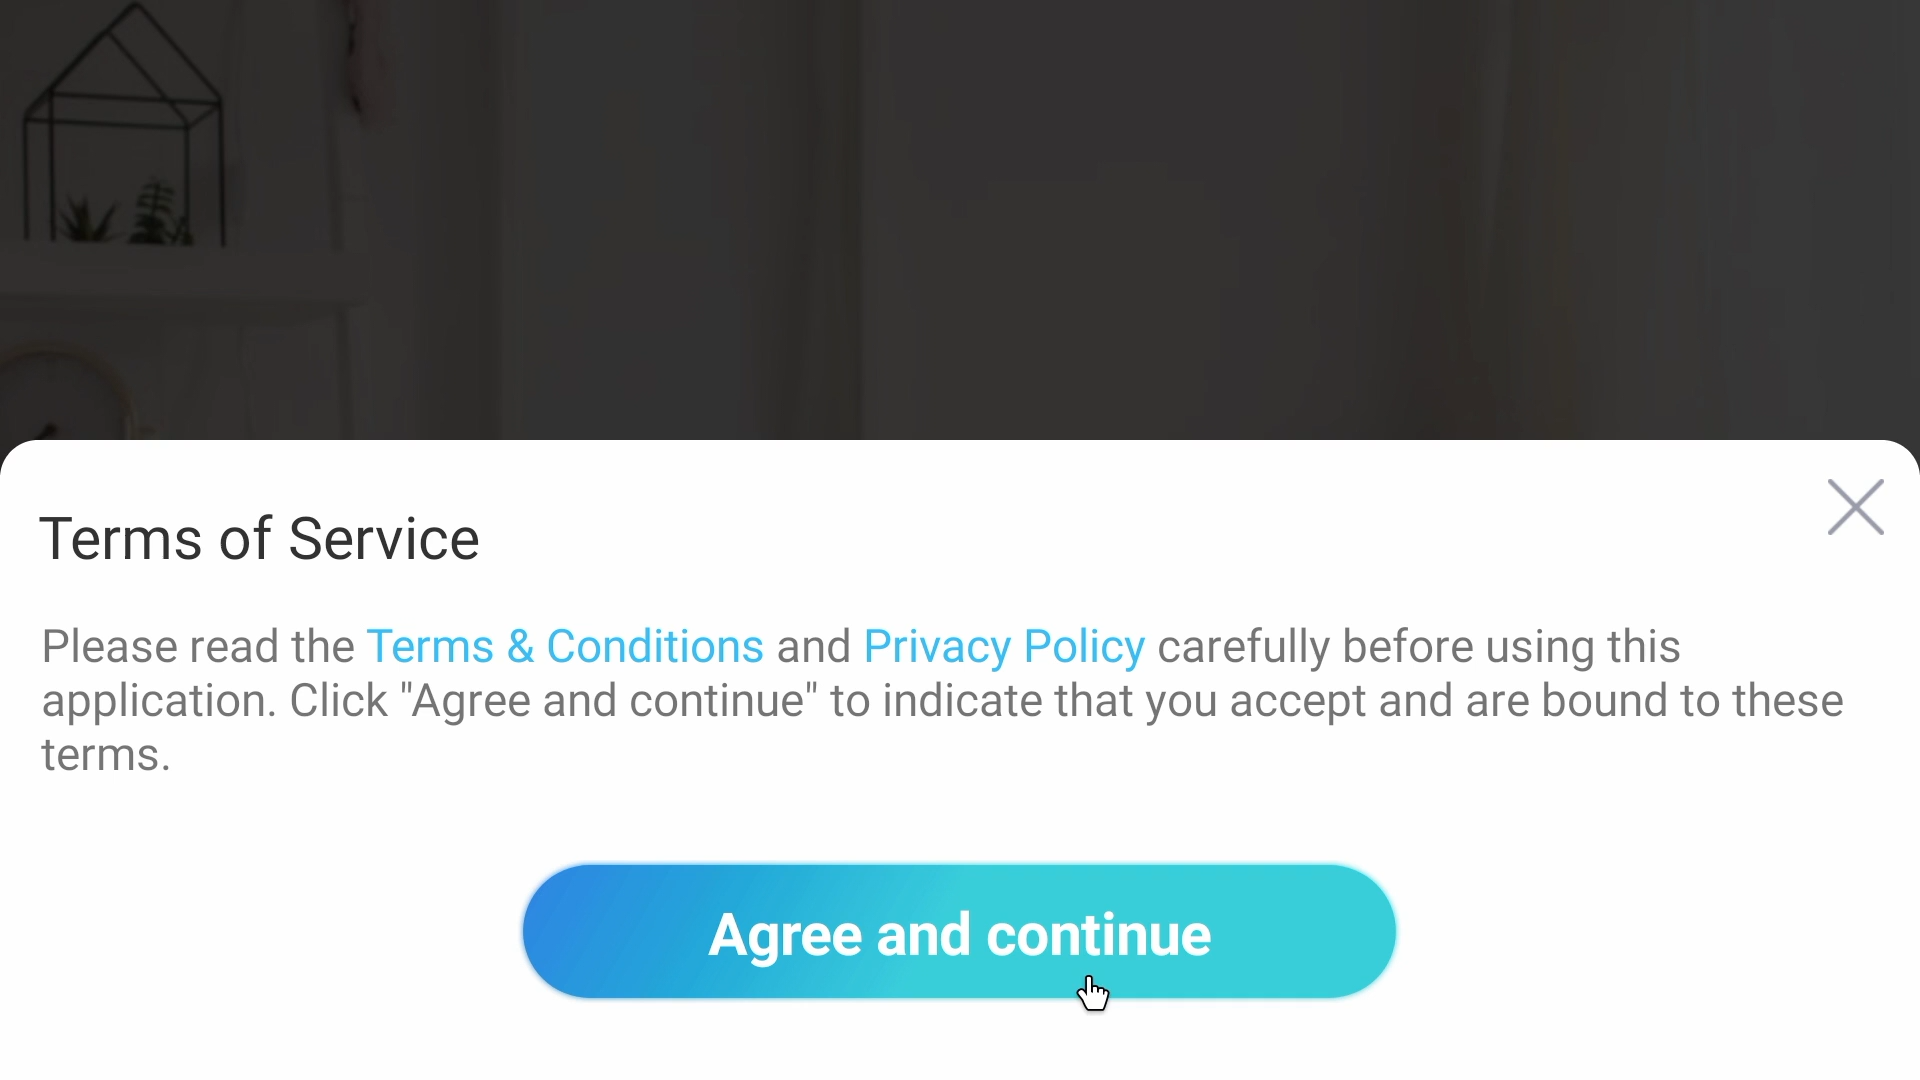 Terms of Service
Please read the Terms & Conditions and Privacy Policy carefully before using this
application. Click "Agree and continue" to indicate that you accept and are bound to these
terms.
Agree and continue